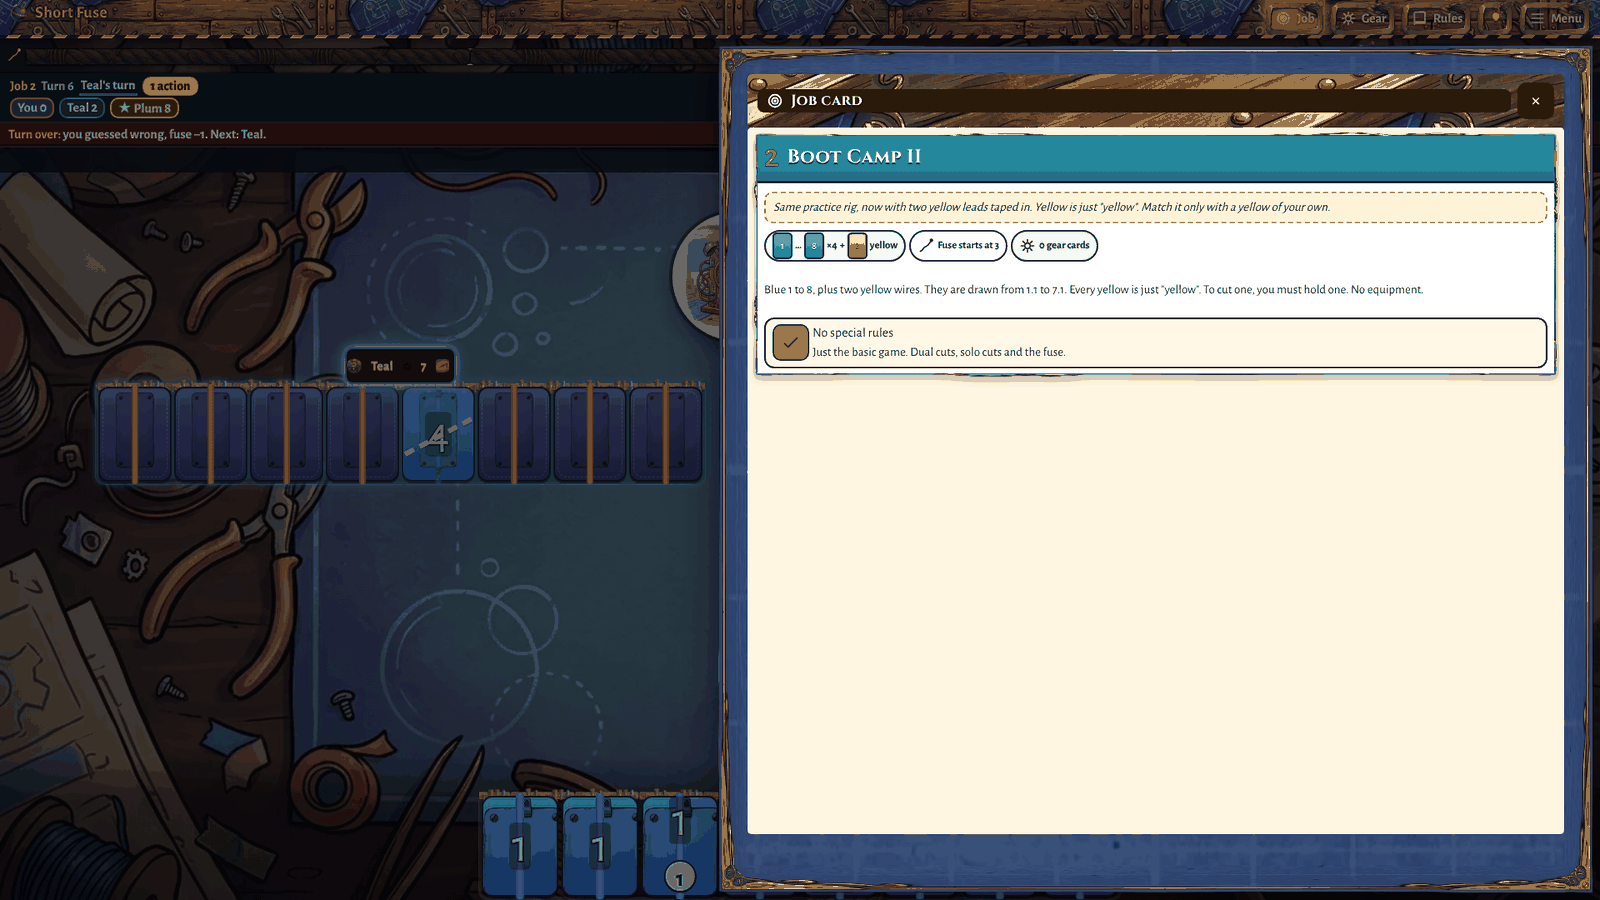 Short Fuse
Job
Gear
Rules
Menu
Job 2 Turn 6 Teal's turn 1 action
You 0 Teal 2 ★ Plum 8
Turn over: you guessed wrong, fuse −1. Next: Teal.
Teal 7
4
1
1
1
1
Job card
×
2 Boot Camp II
Same practice rig, now with two yellow leads taped in. Yellow is just "yellow". Match it only with a yellow of your own.
1 ... 8 ×4 + yellow
Fuse starts at 3
0 gear cards
Blue 1 to 8, plus two yellow wires. They are drawn from 1.1 to 7.1. Every yellow is just "yellow". To cut one, you must hold one. No equipment.
No special rules
Just the basic game. Dual cuts, solo cuts and the fuse.